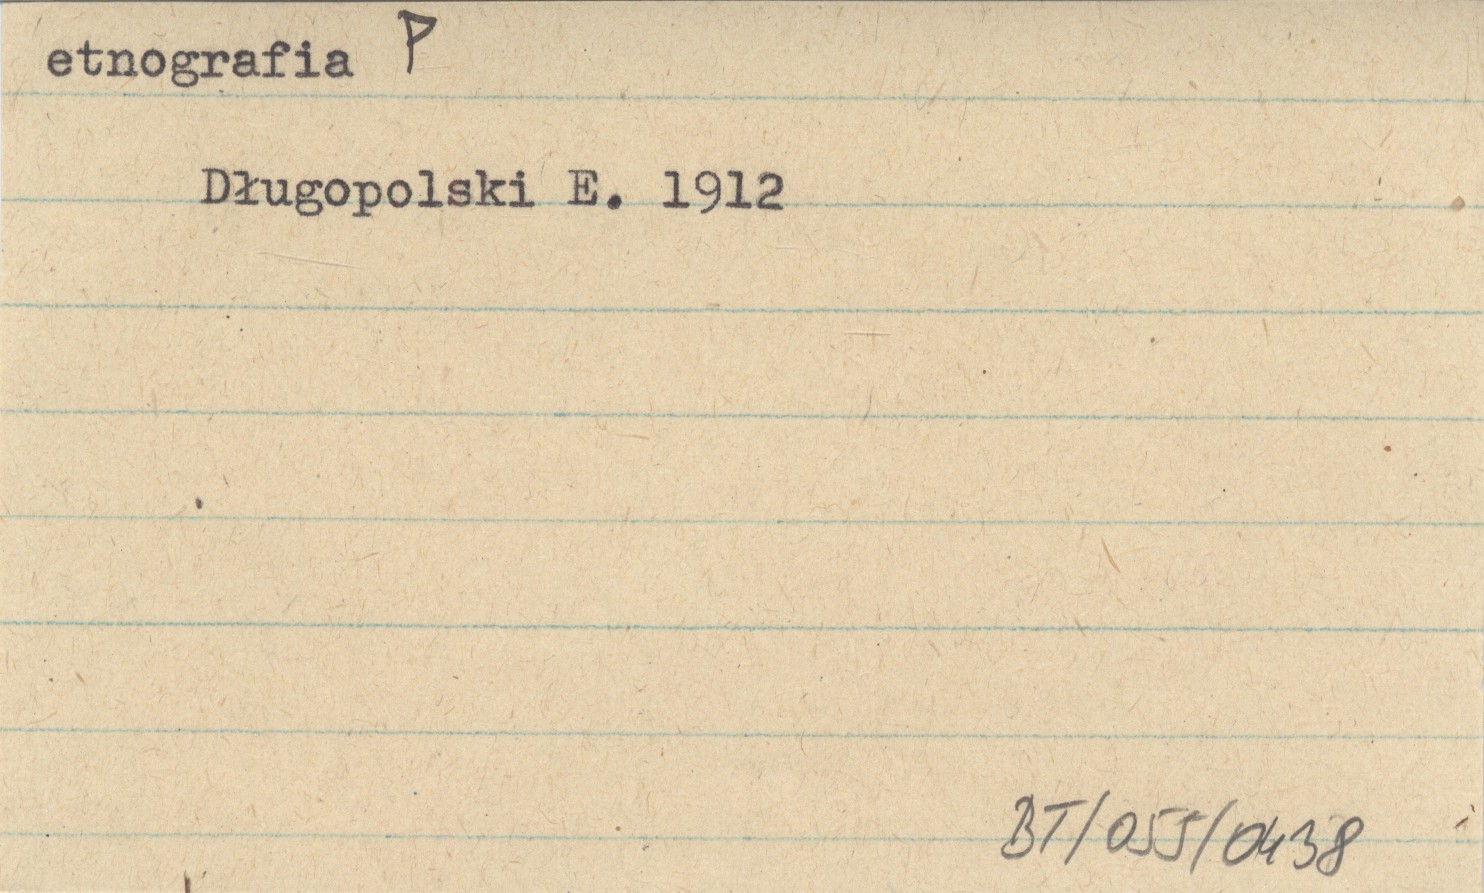 etnografia P
Długopolski E. 1912
BT/055/0438